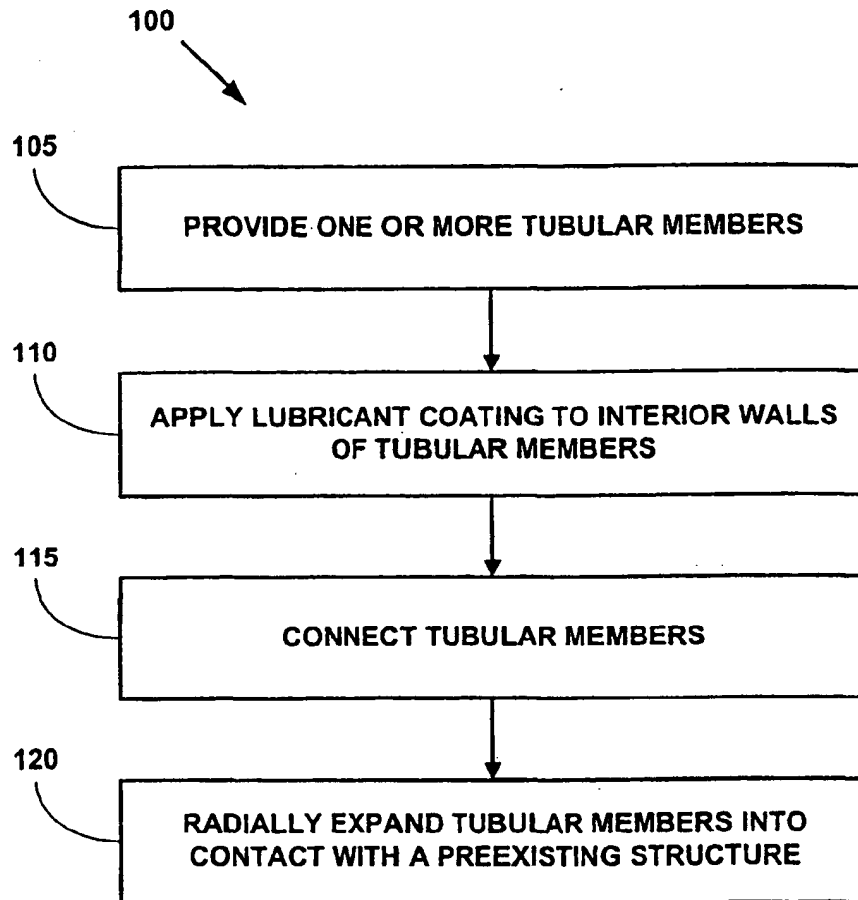 100
105
PROVIDE ONE OR MORE TUBULAR MEMBERS
110
APPLY LUBRICANT COATING TO INTERIOR WALLS
OF TUBULAR MEMBERS
115
CONNECT TUBULAR MEMBERS
120
RADIALLY EXPAND TUBULAR MEMBERS INTO
CONTACT WITH A PREEXISTING STRUCTURE